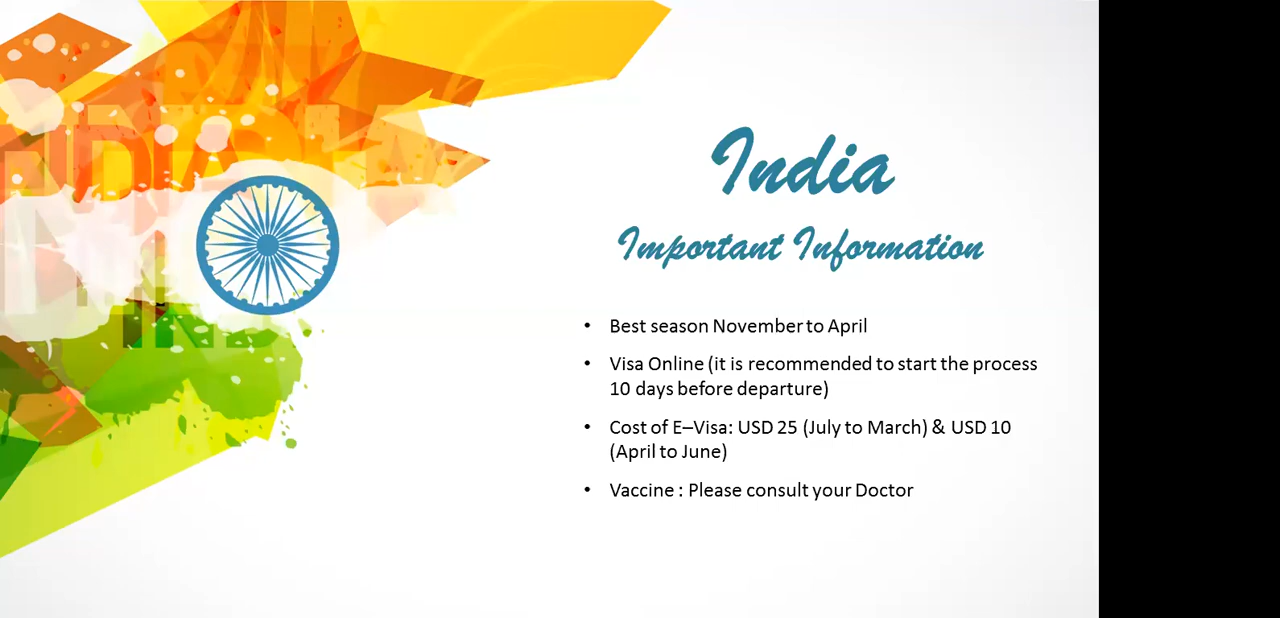 INDIA
India
Important Information
• Best season November to April
• Visa Online (it is recommended to start the process
10 days before departure)
• Cost of E–Visa: USD 25 (July to March) & USD 10
(April to June)
• Vaccine : Please consult your Doctor